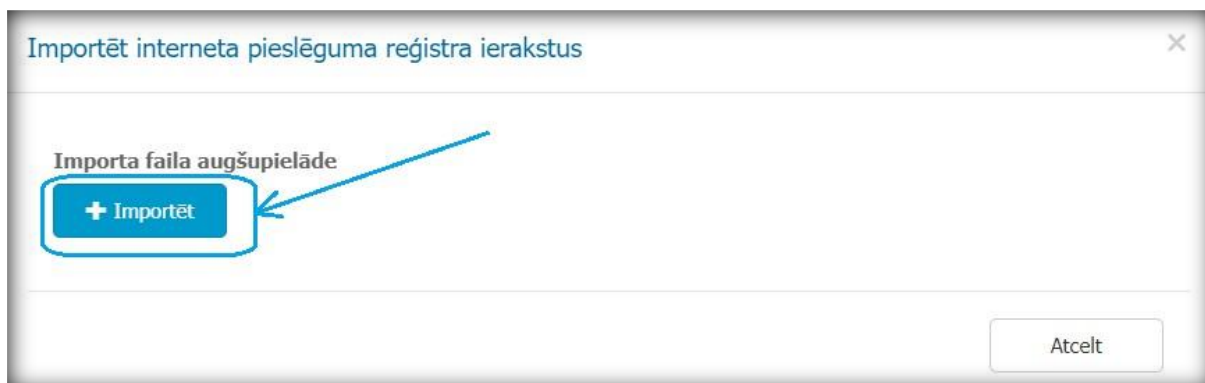 Importēt interneta pieslēguma reģistra ierakstus
Importa faila augšupielāde
Importēt
Atcelt